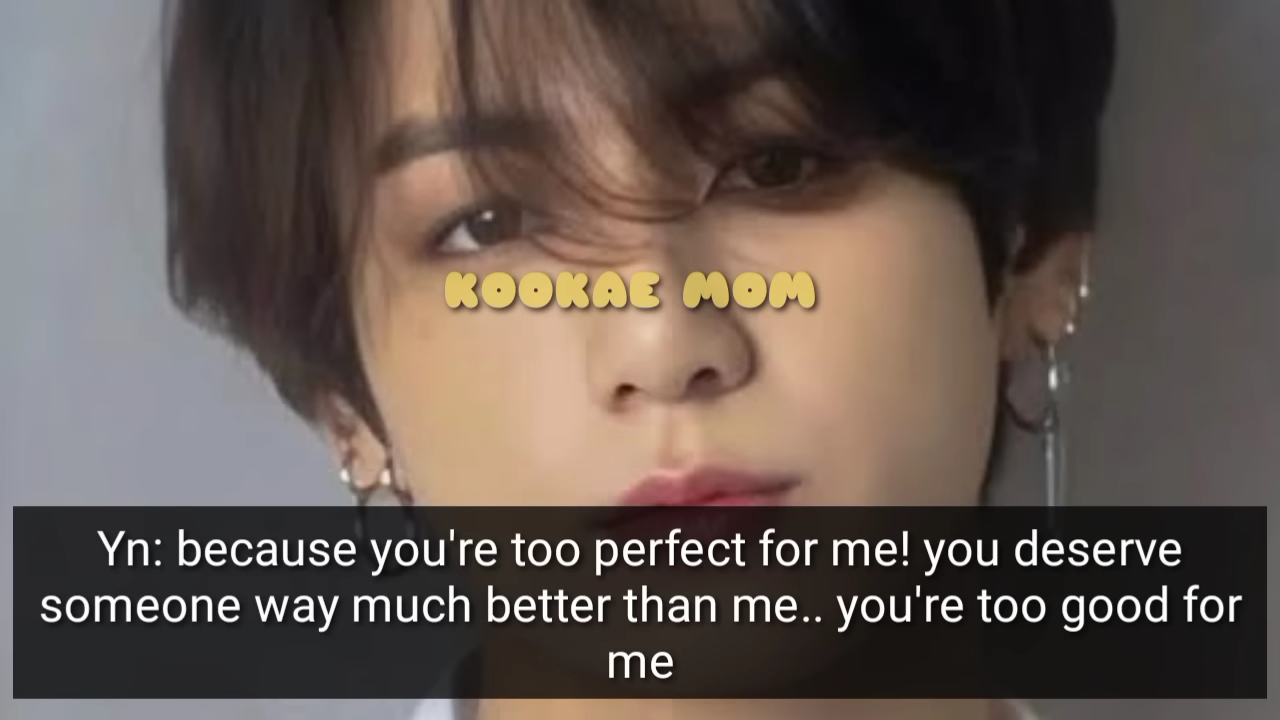 KOOKAE MOM
Yn: because you're too perfect for me! you deserve
someone way much better than me.. you're too good for
me